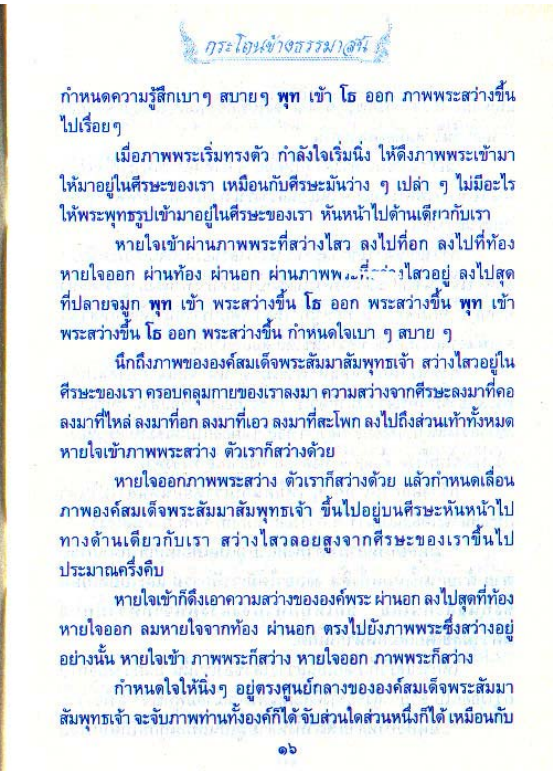 กระโถนข้างธรรมาสน์
กำหนดความรู้สึกเบาๆ สบายๆ พุท เข้า โธ ออก ภาพพระสว่างขึ้น
ไปเรื่อยๆ
เมื่อภาพพระเริ่มทรงตัว กำลังใจเริ่มนิ่ง ให้ดึงภาพพระเข้ามา
ให้มาอยู่ในศีรษะของเรา เหมือนกับศีรษะมันว่าง ๆ เปล่า ๆ ไม่มีอะไร
ให้พระพุทธรูปเข้ามาอยู่ในศีรษะของเรา หันหน้าไปด้านเดียวกับเรา
หายใจเข้าผ่านภาพพระที่สว่างไสว ลงไปที่อก ลงไปที่ท้อง
หายใจออก ผ่านท้อง ผ่านอก ผ่านภาพพระที่สว่างไสวอยู่ ลงไปสุด
ที่ปลายจมูก พุท เข้า พระสว่างขึ้น โธ ออก พระสว่างขึ้น พุท เข้า
พระสว่างขึ้น โธ ออก พระสว่างขึ้น กำหนดใจเบา ๆ สบาย ๆ
นึกถึงภาพขององค์สมเด็จพระสัมมาสัมพุทธเจ้า สว่างไสวอยู่ใน
ศีรษะของเรา ครอบคลุมกายของเราลงมา ความสว่างจากศีรษะลงมาที่คอ
ลงมาที่ไหล่ ลงมาที่อก ลงมาที่เอว ลงมาที่สะโพก ลงไปถึงส่วนเท้าทั้งหมด
หายใจเข้าภาพพระสว่าง ตัวเราก็สว่างด้วย
หายใจออกภาพพระสว่าง ตัวเราก็สว่างด้วย แล้วกำหนดเลื่อน
ภาพองค์สมเด็จพระสัมมาสัมพุทธเจ้า ขึ้นไปอยู่บนศีรษะหันหน้าไป
ทางด้านเดียวกับเรา สว่างไสวลอยสูงจากศีรษะของเราขึ้นไป
ประมาณครึ่งคืบ
หายใจเข้าก็ดึงเอาความสว่างขององค์พระ ผ่านอก ลงไปสุดที่ท้อง
หายใจออก ลมหายใจจากท้อง ผ่านอก ตรงไปยังภาพพระซึ่งสว่างอยู่
อย่างนั้น หายใจเข้า ภาพพระก็สว่าง หายใจออก ภาพพระก็สว่าง
กำหนดใจให้นิ่งๆ อยู่ตรงศูนย์กลางขององค์สมเด็จพระสัมมา
สัมพุทธเจ้า จะจับภาพท่านทั้งองค์ก็ได้ จับส่วนใดส่วนหนึ่งก็ได้ เหมือนกับ
๑๖